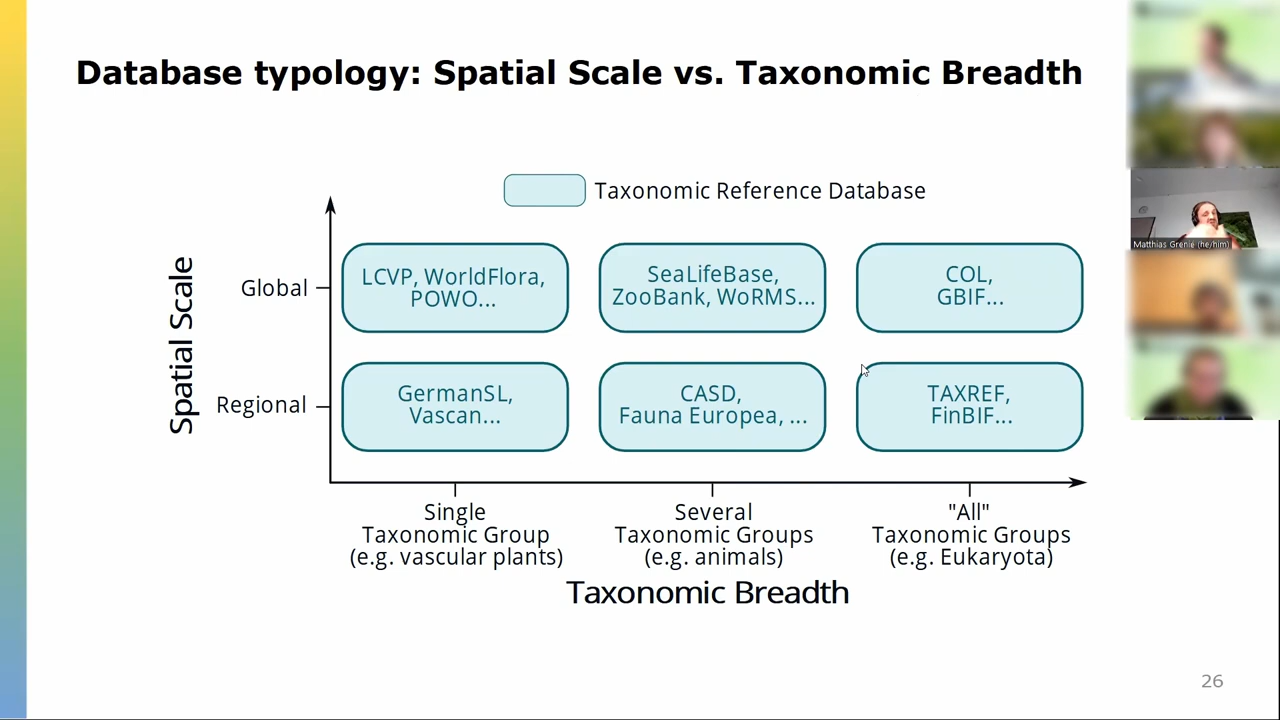 Database typology: Spatial Scale vs. Taxonomic Breadth
Taxonomic Reference Database
Spatial Scale
Global
LCVP, WorldFlora,
POWO...
SeaLifeBase,
ZooBank, WoRMS...
COL,
GBIF...
Regional
GermanSL,
Vascan...
CASD,
Fauna Europea, ...
TAXREF,
FinBIF...
Single
Taxonomic Group
(e.g. vascular plants)
Several
Taxonomic Groups
(e.g. animals)
"All"
Taxonomic Groups
(e.g. Eukaryota)
Taxonomic Breadth
Matthias Grenié (he/him)
26